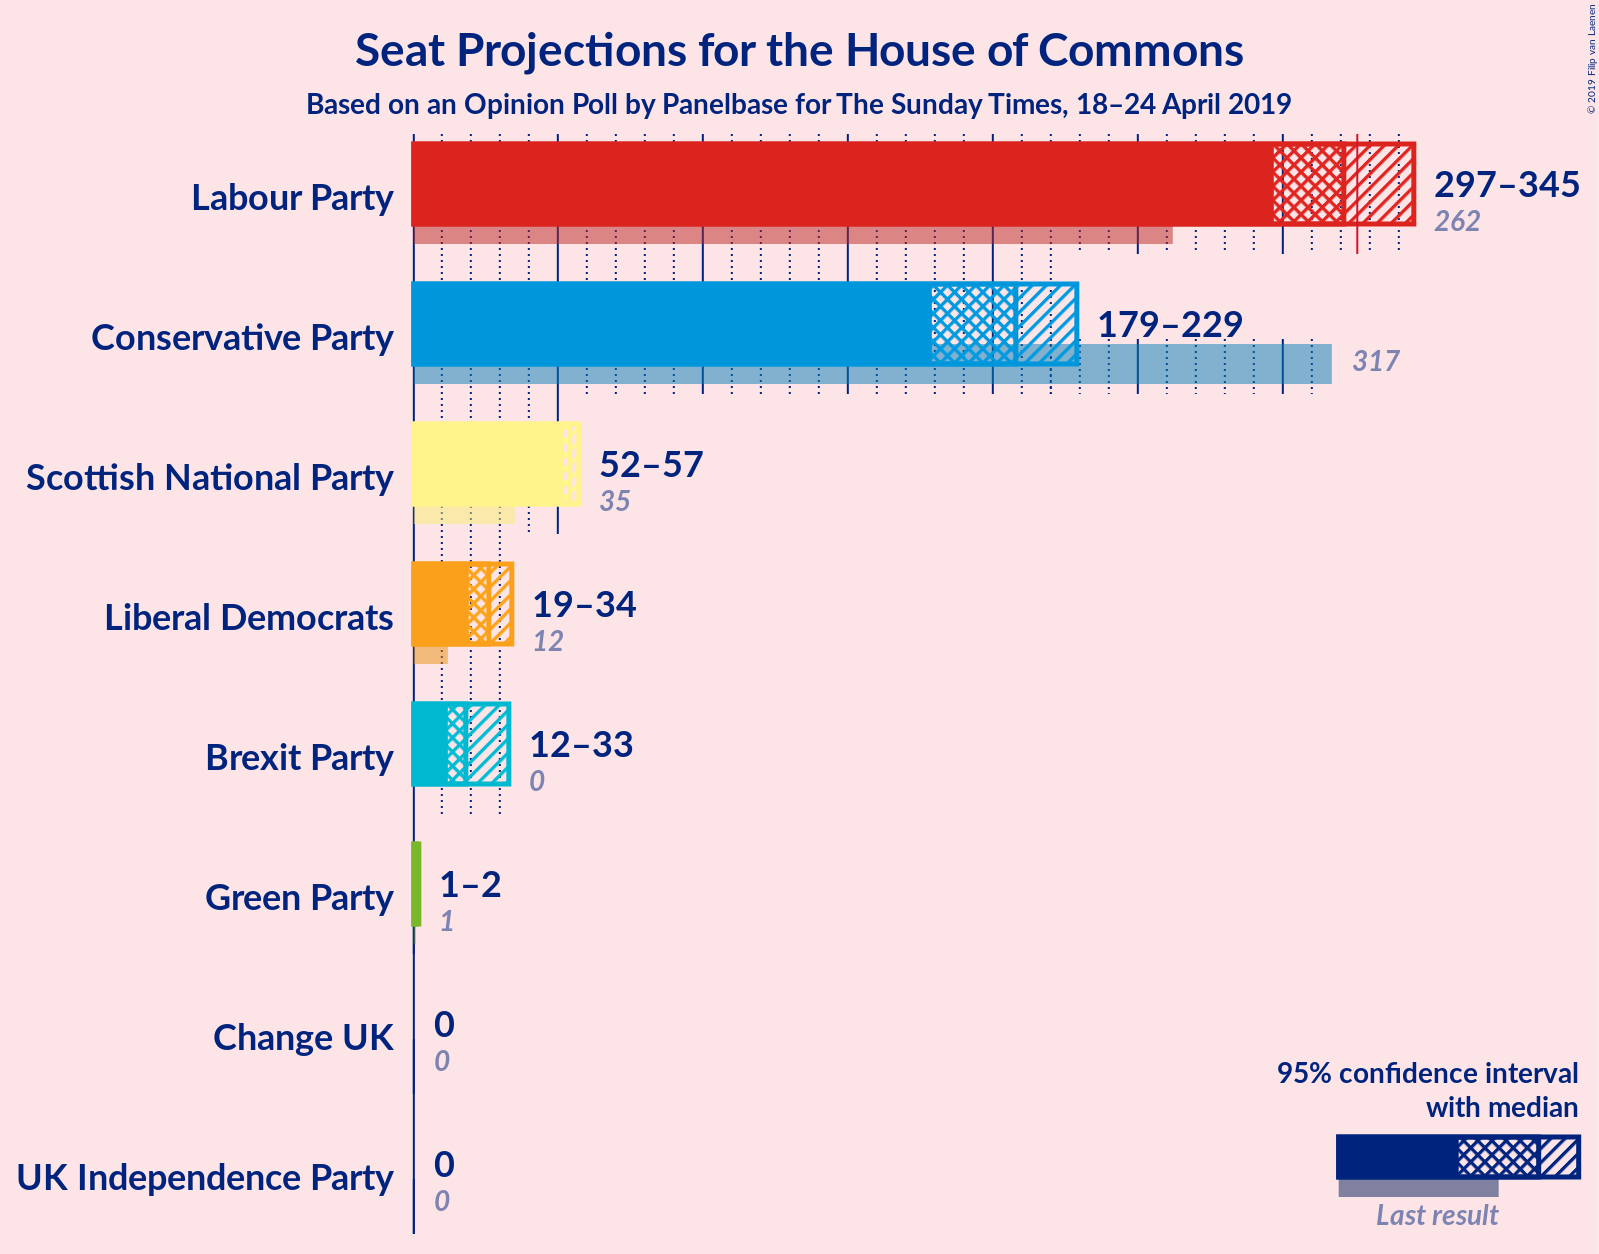 Seat Projections for the House of Commons
Based on an Opinion Poll by Panelbase for The Sunday Times, 18–24 April 2019
© 2019 Filip van Laenen
Labour Party
297–345
262
Conservative Party
179–229
317
Scottish National Party
52–57
35
Liberal Democrats
19–34
12
Brexit Party
12–33
0
Green Party
1–2
1
Change UK
0
0
UK Independence Party
0
0
95% confidence interval
with median
Last result